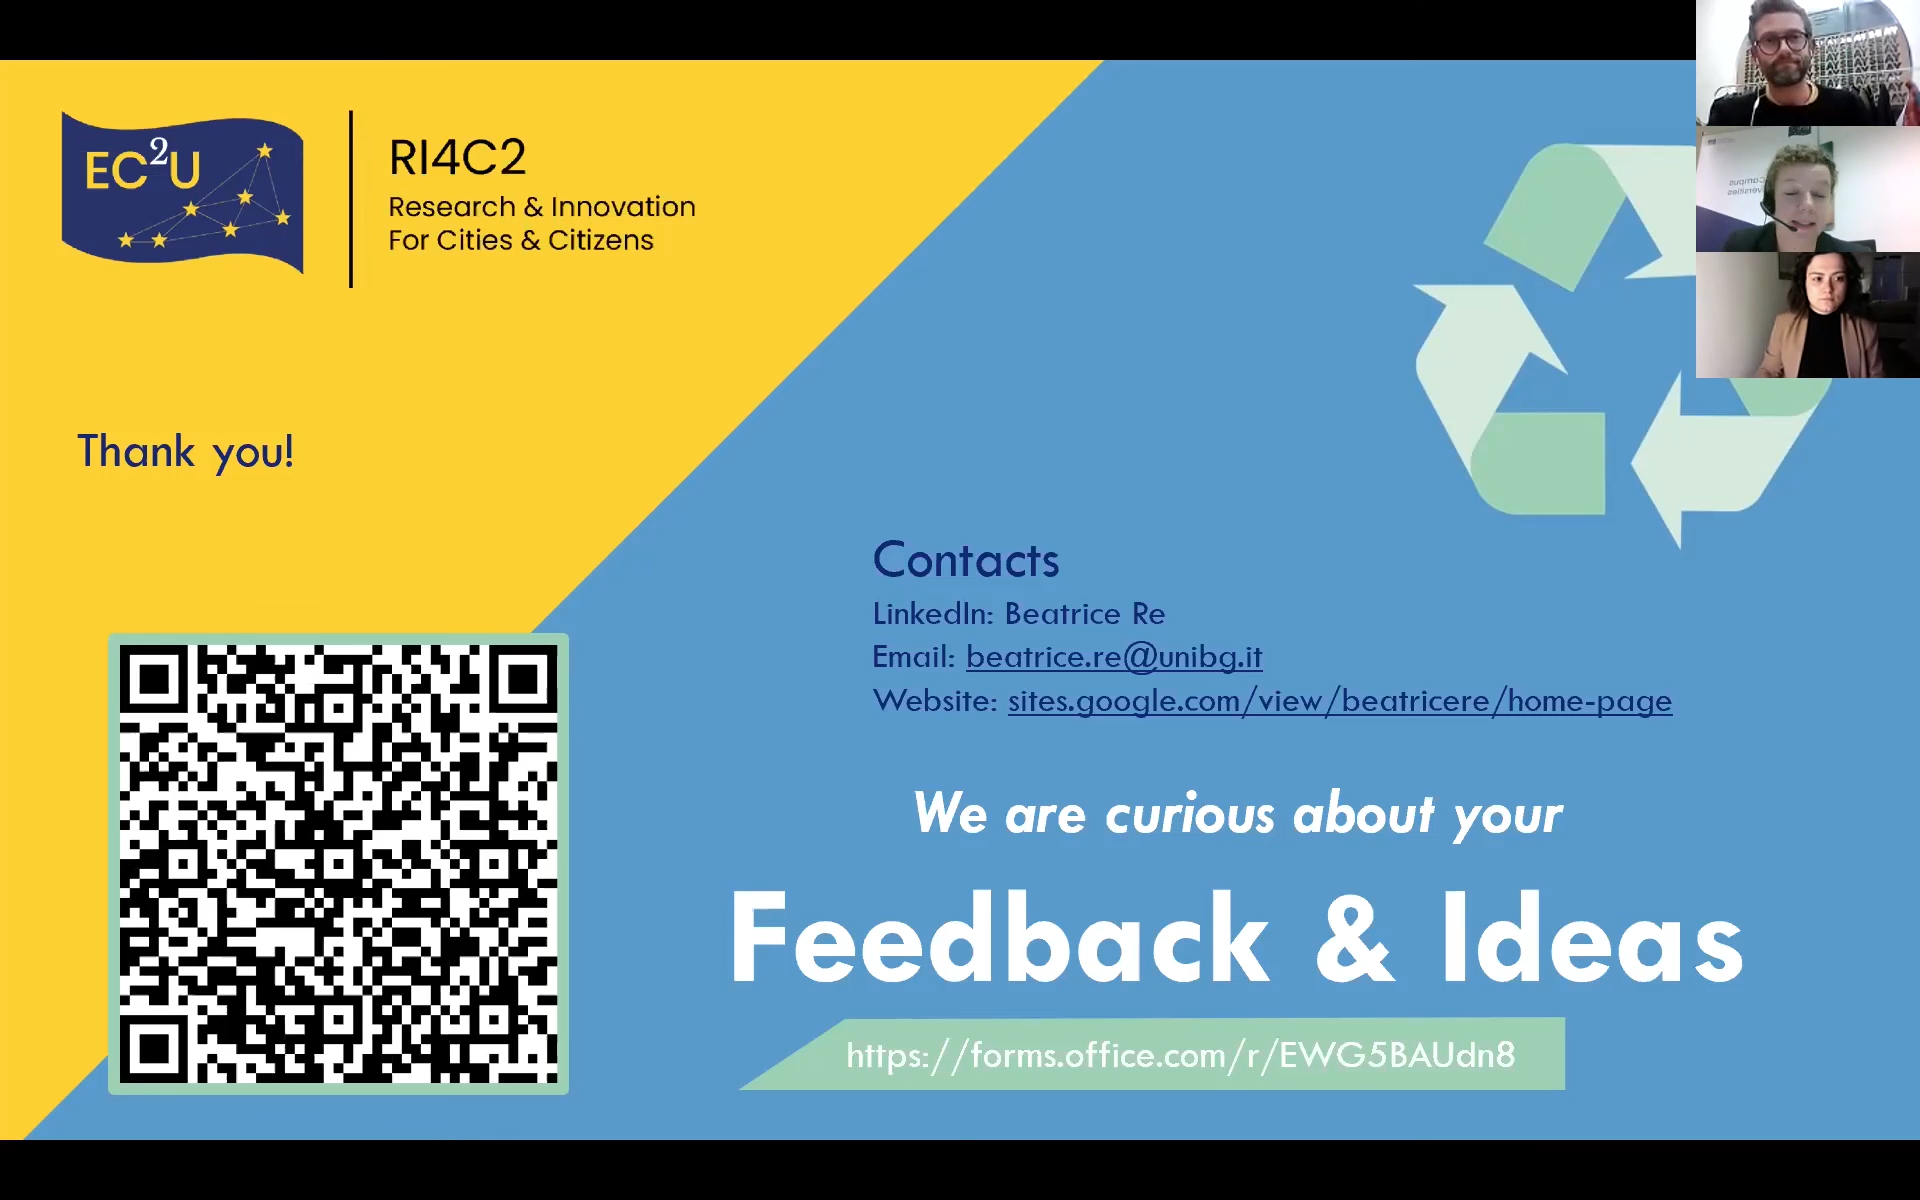 EC2U
RI4C2
Research & Innovation
For Cities & Citizens
Thank you!
Contacts
LinkedIn: Beatrice Re
Email: beatrice.re@unibg.it
Website: sites.google.com/view/beatricere/home-page
We are curious about your
Feedback & Ideas
https://forms.office.com/r/EWG5BAUdn8